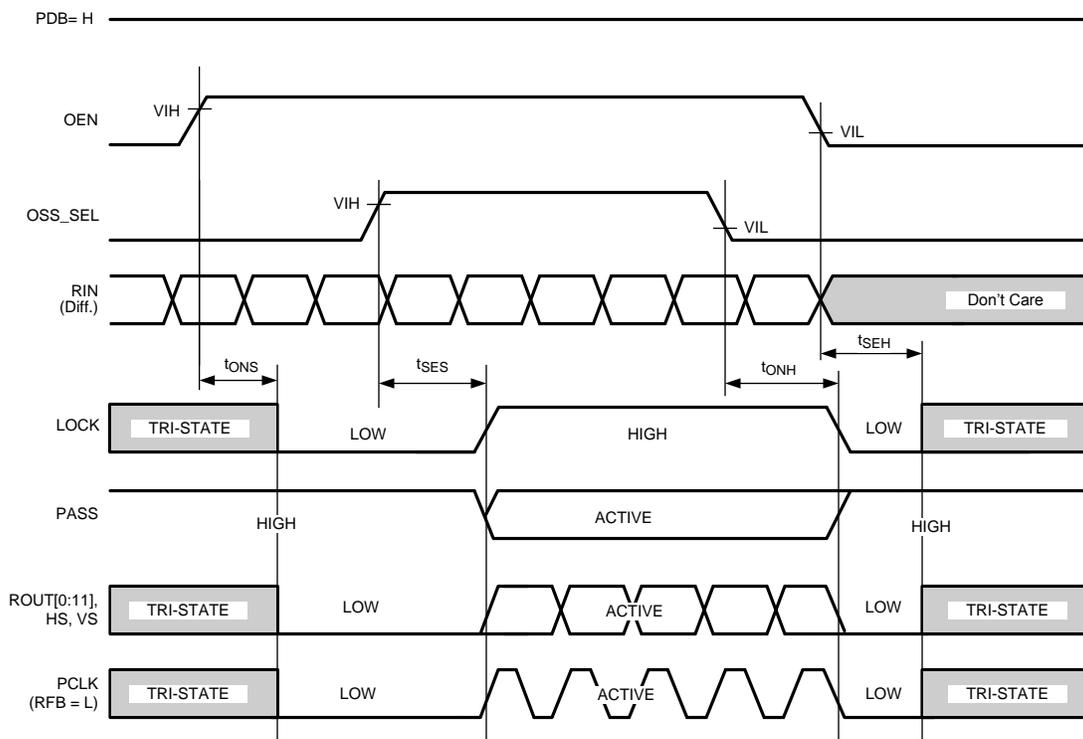 PDB= H
VIH
OEN
VIL
OSS_SEL
VIH
VIL
RIN
(Diff.)
Don't Care
tONS
tSES
tONH
tSEH
LOCK
TRI-STATE
LOW
HIGH
LOW
TRI-STATE
PASS
HIGH
ACTIVE
HIGH
ROUT[0:11],
HS, VS
TRI-STATE
LOW
ACTIVE
LOW
TRI-STATE
PCLK
(RFB = L)
TRI-STATE
LOW
ACTIVE
LOW
TRI-STATE